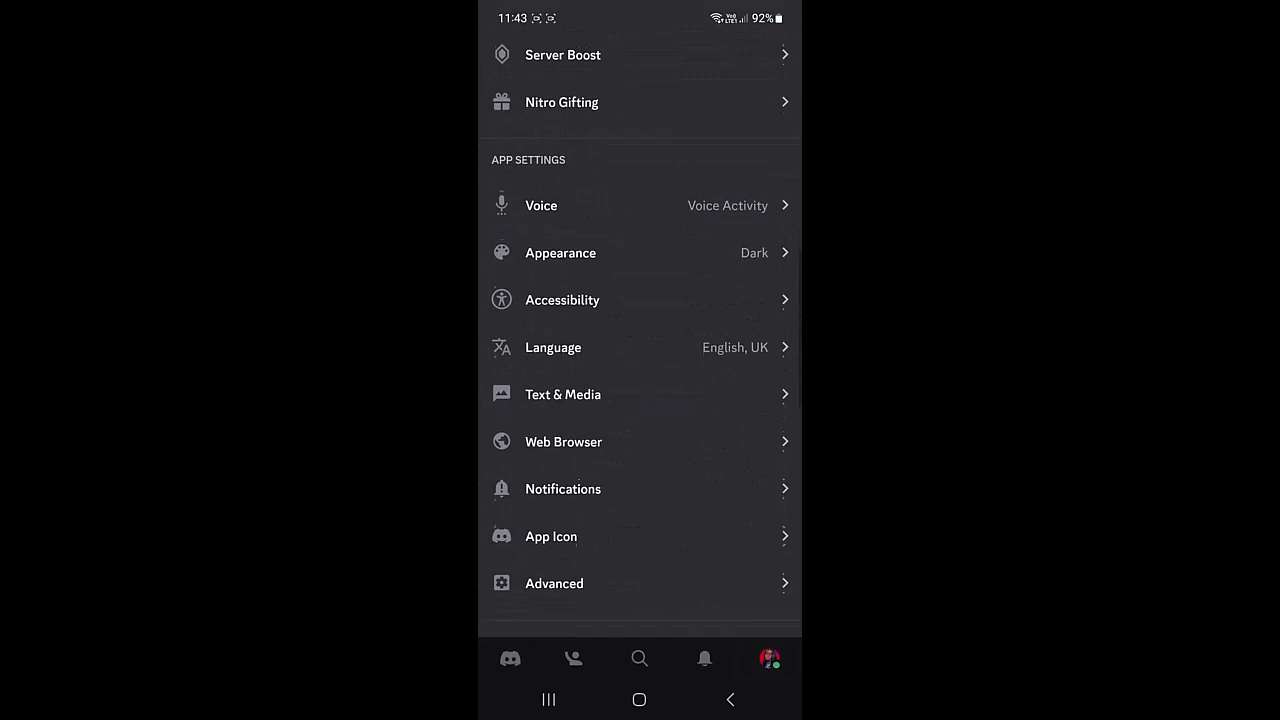 11:43 92%
Server Boost
Nitro Gifting
APP SETTINGS
Voice Voice Activity
Appearance Dark
Accessibility
Language English, UK
Text & Media
Web Browser
Notifications
App Icon
Advanced